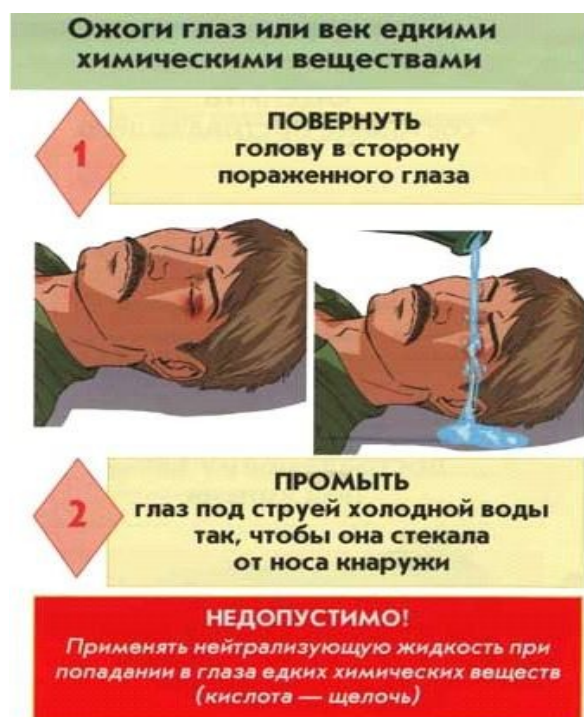 Ожоги глаз или век едкими
химическими веществами
1
ПОВЕРНУТЬ
голову в сторону
пораженного глаза
2
ПРОМЫТЬ
глаз под струей холодной воды
так, чтобы она стекала
от носа кнаружи
НЕДОПУСТИМО!
Применять нейтрализующую жидкость при
попадании в глаза едких химических веществ
(кислота — щелочь)